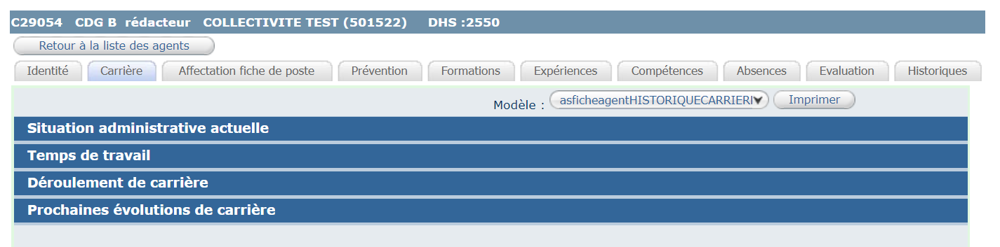 C29054 CDG B rédacteur COLLECTIVITE TEST (501522) DHS :2550
Retour à la liste des agents
Identité Carrière Affectation fiche de poste Prévention Formations Expériences Compétences Absences Evaluation Historiques
Modèle : asficheagentHISTORIQUECARRIERI Imprimer
Situation administrative actuelle
Temps de travail
Déroulement de carrière
Prochaines évolutions de carrière